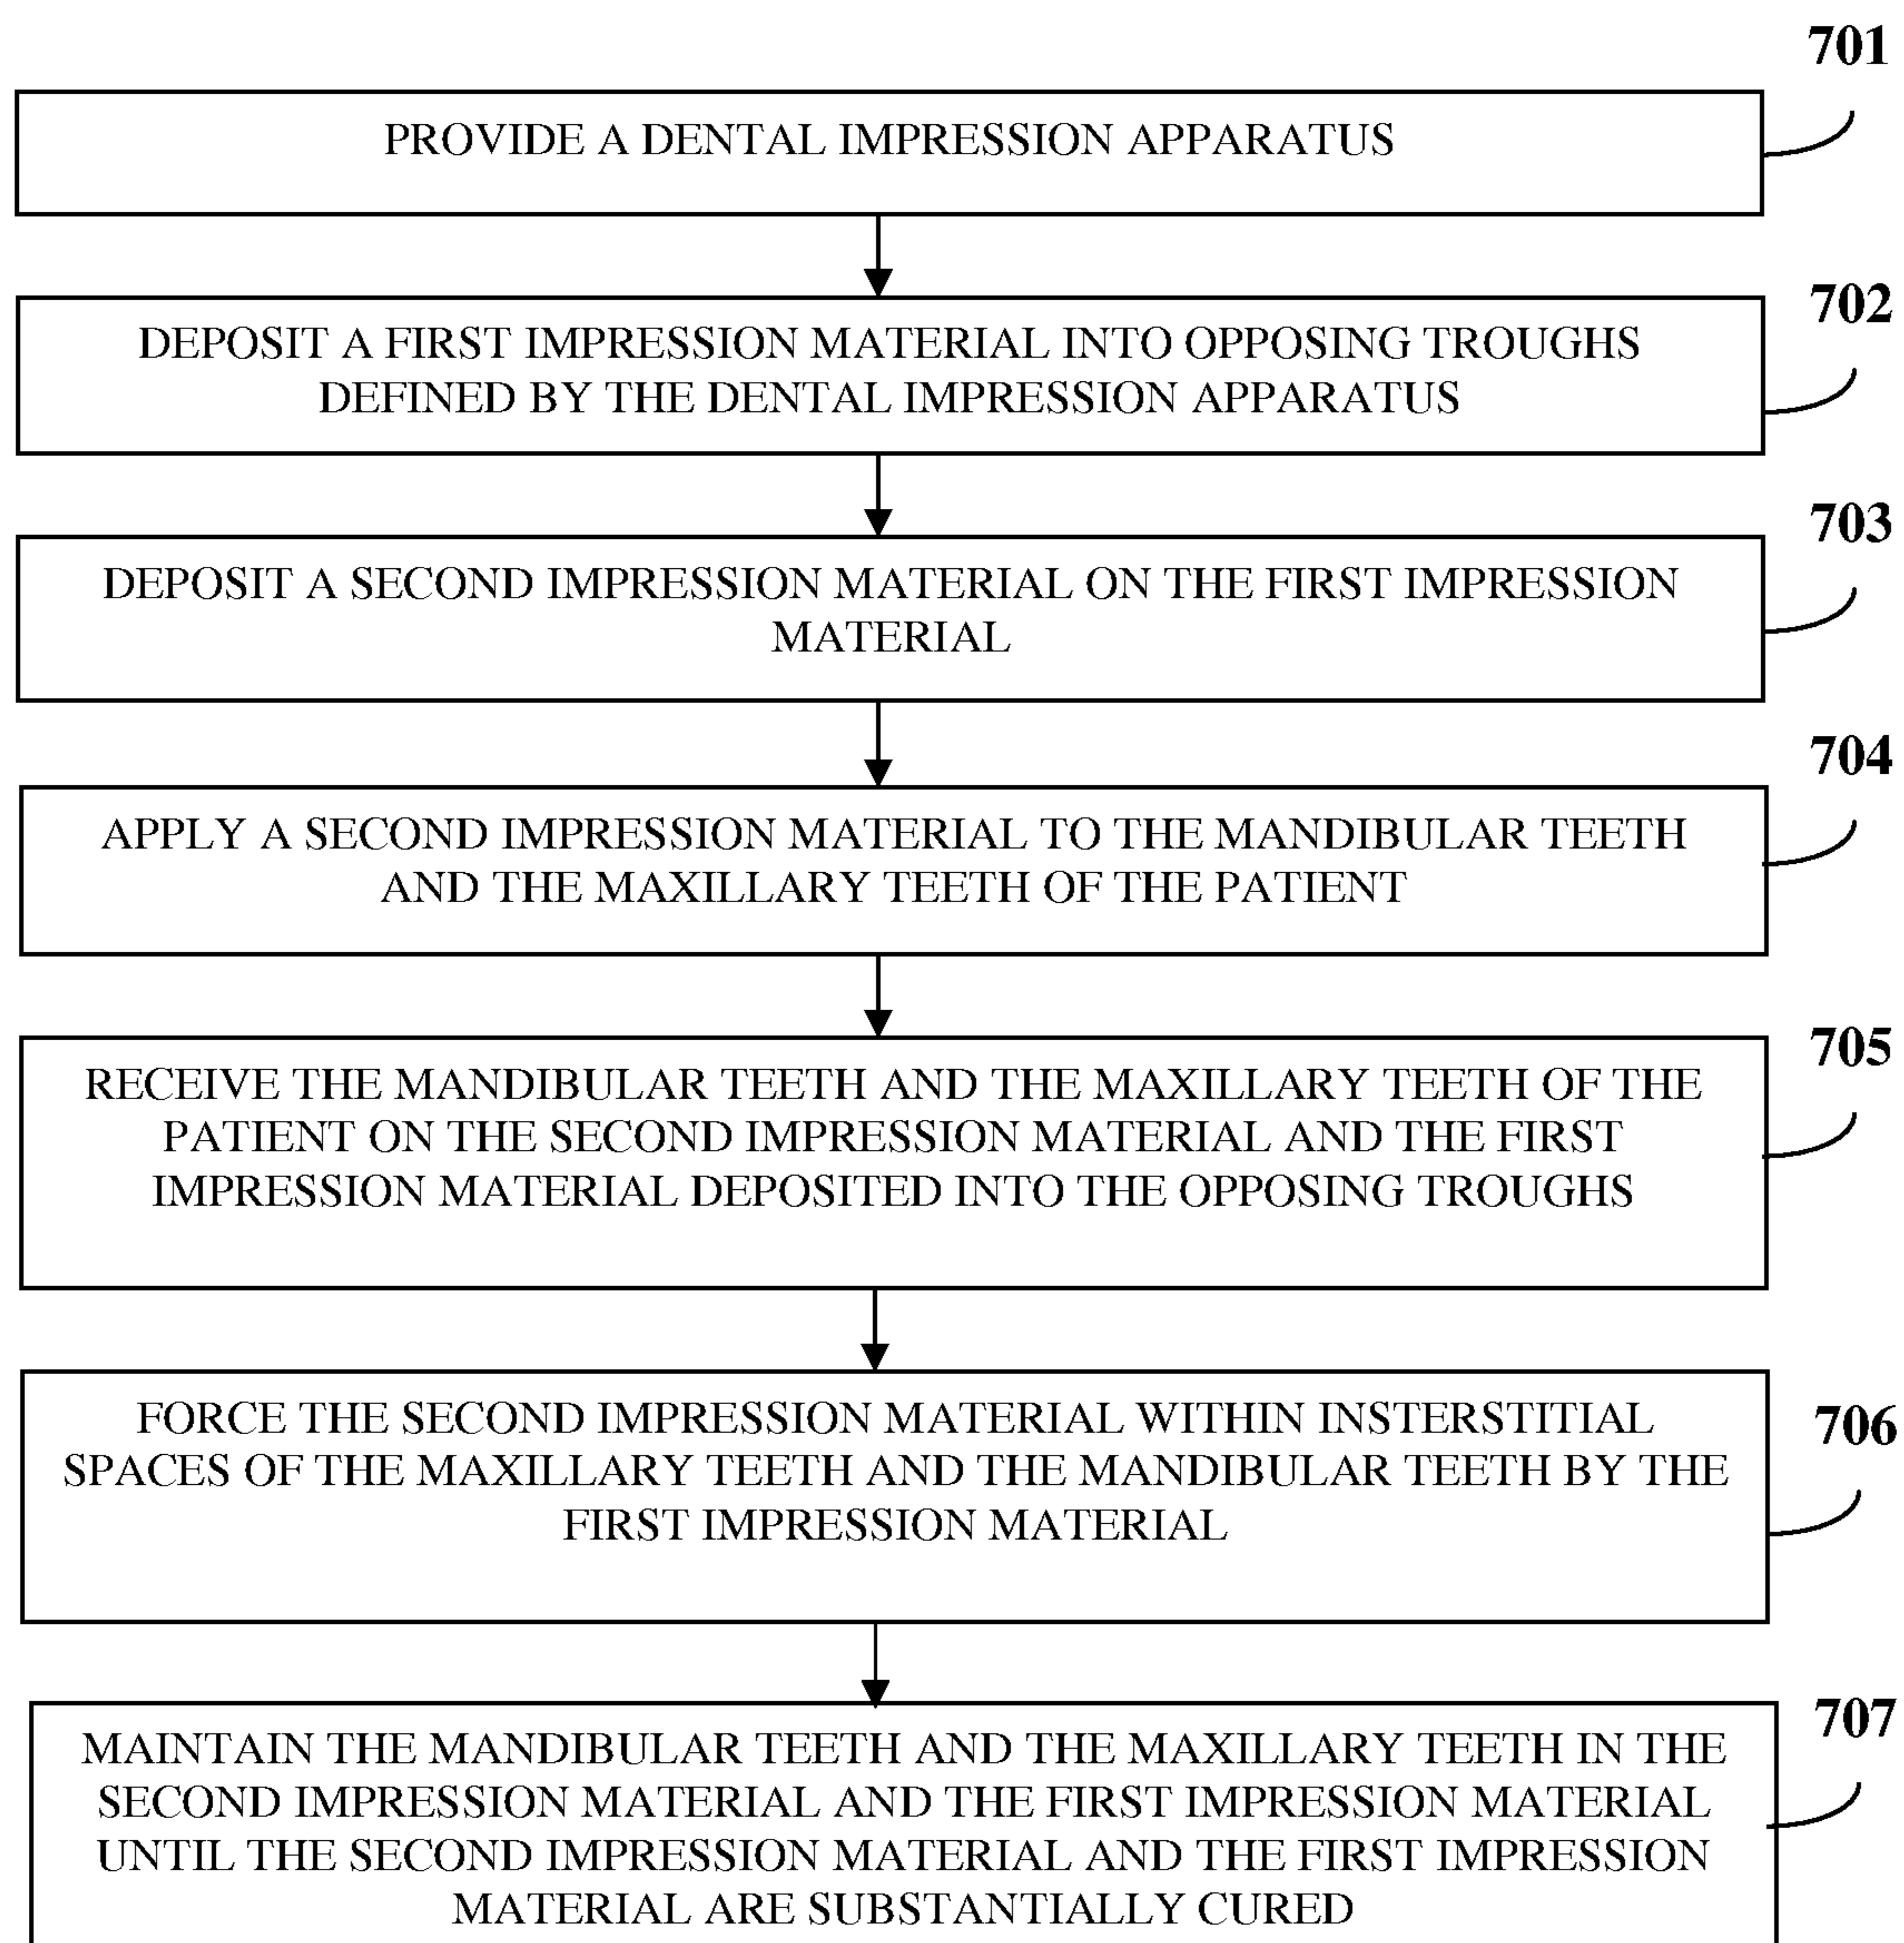 701
PROVIDE A DENTAL IMPRESSION APPARATUS
702
DEPOSIT A FIRST IMPRESSION MATERIAL INTO OPPOSING TROUGHS
DEFINED BY THE DENTAL IMPRESSION APPARATUS
703
DEPOSIT A SECOND IMPRESSION MATERIAL ON THE FIRST IMPRESSION
MATERIAL
704
APPLY A SECOND IMPRESSION MATERIAL TO THE MANDIBULAR TEETH
AND THE MAXILLARY TEETH OF THE PATIENT
705
RECEIVE THE MANDIBULAR TEETH AND THE MAXILLARY TEETH OF THE
PATIENT ON THE SECOND IMPRESSION MATERIAL AND THE FIRST
IMPRESSION MATERIAL DEPOSITED INTO THE OPPOSING TROUGHS
706
FORCE THE SECOND IMPRESSION MATERIAL WITHIN INSTERSTITIAL
SPACES OF THE MAXILLARY TEETH AND THE MANDIBULAR TEETH BY THE
FIRST IMPRESSION MATERIAL
707
MAINTAIN THE MANDIBULAR TEETH AND THE MAXILLARY TEETH IN THE
SECOND IMPRESSION MATERIAL AND THE FIRST IMPRESSION MATERIAL
UNTIL THE SECOND IMPRESSION MATERIAL AND THE FIRST IMPRESSION
MATERIAL ARE SUBSTANTIALLY CURED